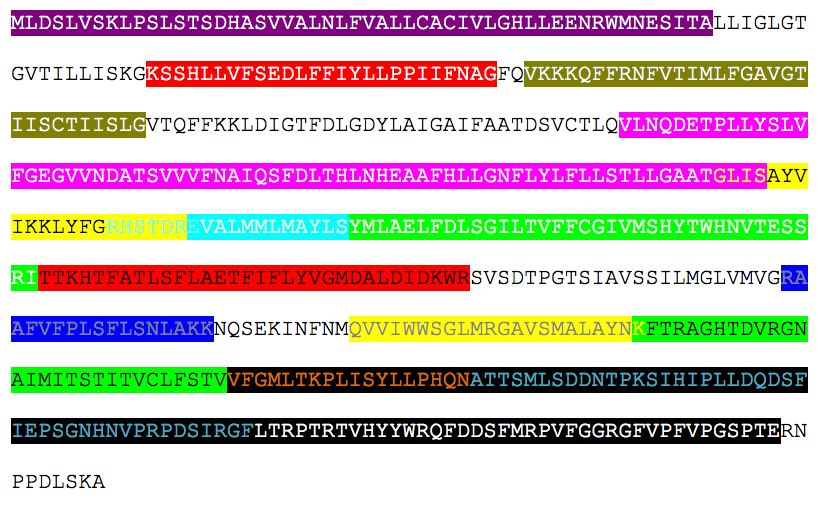 MLDSLVSKLPSLSTSDHASVVALNLFVALLCACIVLGHLLEENRWMNESITALLIGLGT
GVTILLISKGKSSHLLVFSEDLFFIYLLPPIIFNAGFQVKKKQFFRNFVTIMLFGAVGT
IISCTIISLGVTQFFKKLDIGTFDLGDYLAIGAIFAATDSVCTLQVLNQDETPLLYSLV
FGEGVVNDATSVVVFNAIQSFDLTHLNHEAAFHLLGNFLYLFLLSTLLGAATGLISAYV
IKKLYFGRHSTDREVALMMLMAYLSYMLAELFDLSGILTVFFCGIVMSHYTWHNVTESS
RITTKHTFATLSFLAETFIFLYVGMDALDIDKWRSVSDTPGTSIAVSSILMGLVMVGRA
AFVFPLSFLSNLAKKNQSEKINFNMQVVIWWSGLMRGAVSMALAYNKFTRAGHTDVRGN
AIMITSTITVCLFSTVVFGMLTKPLISYLLPHQNATTSMLSDDNTPKSIHIPLLDQDSF
IEPSGNHNVPRPDSIRGFLTRPTRTVHYYWRQFDDSFMRPVFGGRGFVPFVPGSPTERN
PPDLSKA